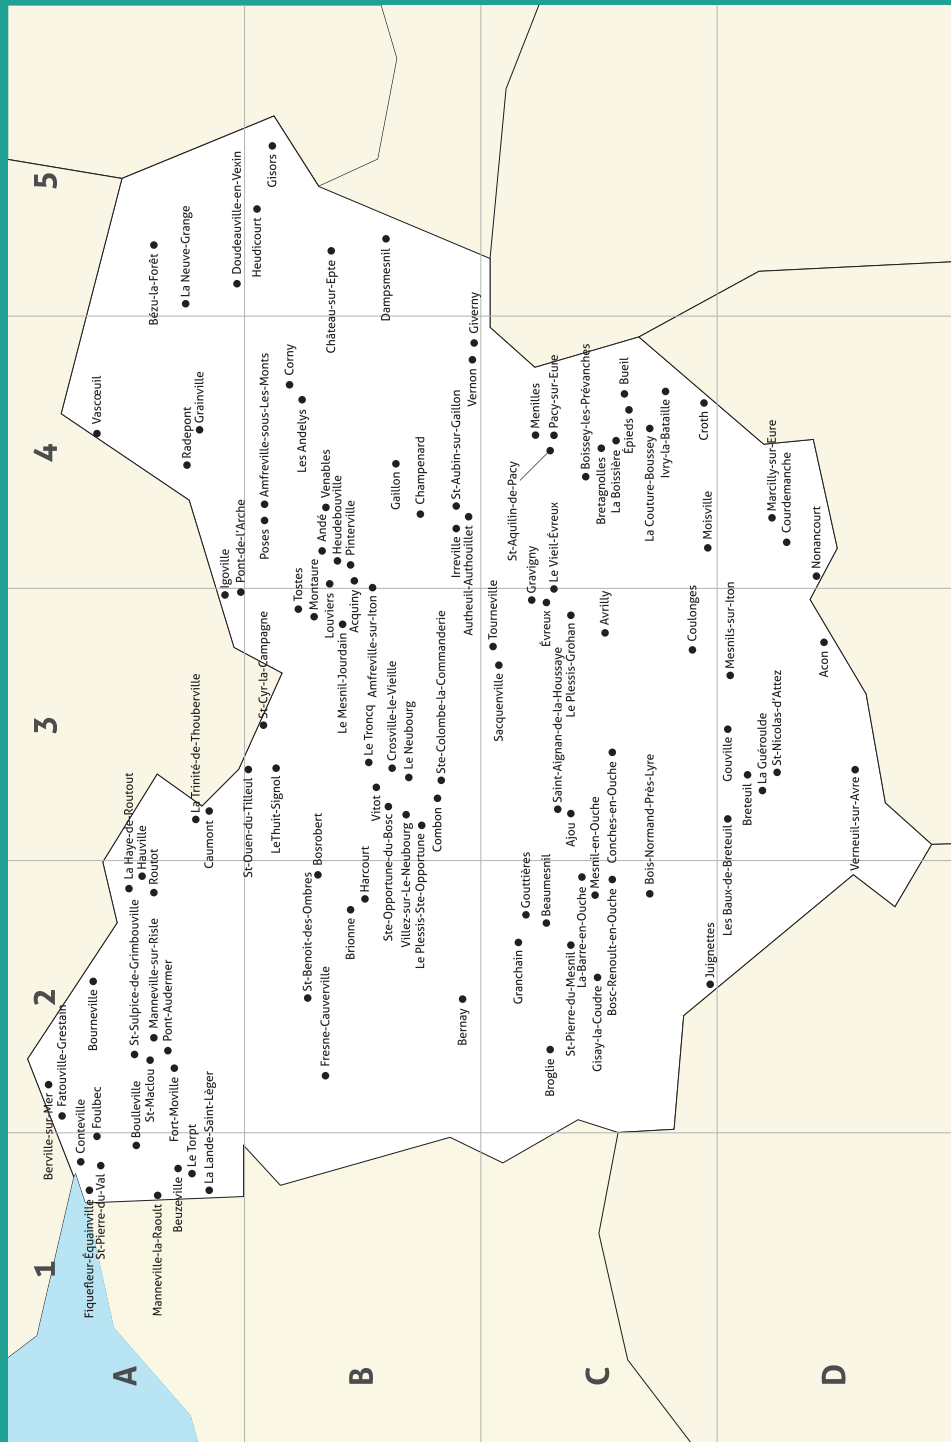 1
2
3
4
5
A
B
C
D
Berville-sur-Mer
Fatouville-Grestain
Conteville
Foulbec
Fiquefleur-Équainville
St-Pierre-du-Val
Bourneville
Boulleville
St-Maclou
St-Sulpice-de-Grimbouville
Manneville-sur-Risle
Pont-Audermer
Fort-Moville
Manneville-la-Raoult
Beuzeville
Le Torpt
La Lande-Saint-Lèger
La Haye-de-Routout
Hauville
Routot
La Trinité-de-Thouberville
Caumont
Vascœuil
Radepont
Grainville
Igoville
Pont-de-l'Arche
Bézu-la-Forêt
La Neuve-Grange
Doudeauville-en-Vexin
Heudicourt
Gisors
St-Ouen-du-Tilleul
St-Cyr-la-Campagne
LeThuit-Signol
Bosrobert
St-Benoit-des-Ombres
Fresne-Cauverville
Brionne
Harcourt
Ste-Opportune-du-Bosc
Villez-sur-Le-Neubourg
Le Plessis-Ste-Opportune
Bernay
Poses
Amfreville-sous-Les-Monts
Corny
Les Andelys
Tostes
Montaure
Andé
Venables
Heudebouville
Pinterville
Louviers
Acquiny
Le Mesnil-Jourdain
Amfreville-sur-Iton
Le Troncq
Vitot
Crosville-le-Vieille
Le Neubourg
Combon
Ste-Colombe-la-Commanderie
Gaillon
Champenard
St-Aubin-sur-Gaillon
Irreville
Autheuil-Authouillet
Château-sur-Epte
Dampsmesnil
Giverny
Vernon
Tourneville
Sacquenville
Gravigny
Évreux
Le Vieil-Évreux
Le Plessis-Grohan
Saint-Aignan-de-la-Houssaye
Ajou
Avrilly
Menilles
Pacy-sur-Eure
St-Aquilin-de-Pacy
Boissey-les-Prévanches
Bretagnolles
La Boissière
Bueil
Épieds
La Couture-Boussey
Ivry-la-Bataille
Croth
Moisville
Coulonges
Gouttières
Beaumesnil
Granchain
St-Pierre-du-Mesnil
La-Barre-en-Ouche
Mesnil-en-Ouche
Conches-en-Ouche
Gisay-la-Coudre
Bosc-Renoult-en-Ouche
Broglie
Bois-Normand-Près-Lyre
Juignettes
Les Baux-de-Breteuil
Gouville
Mesnils-sur-Iton
Breteuil
La Guéroulde
St-Nicolas-d'Attez
Marcilly-sur-Eure
Courdemanche
Nonancourt
Acon
Verneuil-sur-Avre